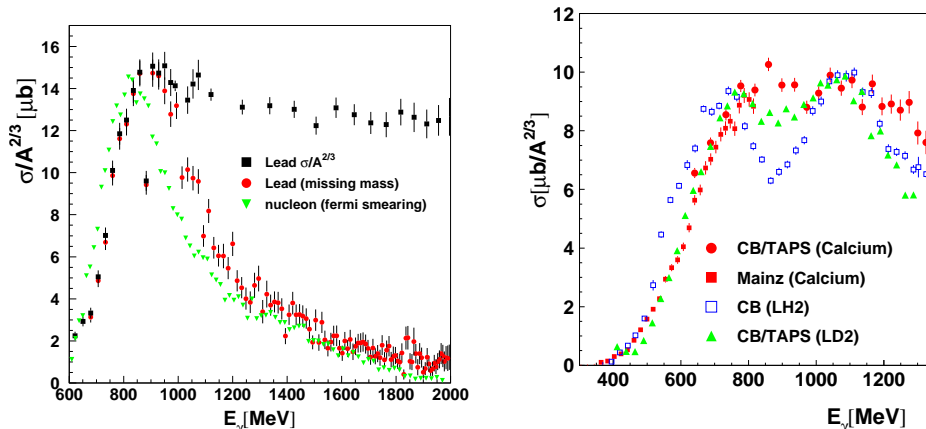 σ/A^{2/3} [μb]
16
14
12
10
8
6
4
2
0
600 800 1000 1200 1400 1600 1800 2000
E_γ[MeV]
Lead σ/A^{2/3}
Lead (missing mass)
nucleon (fermi smearing)
σ[μb/A^{2/3}]
12
10
8
6
4
2
0
400 600 800 1000 1200
E_γ[MeV]
CB/TAPS (Calcium)
Mainz (Calcium)
CB (LH2)
CB/TAPS (LD2)